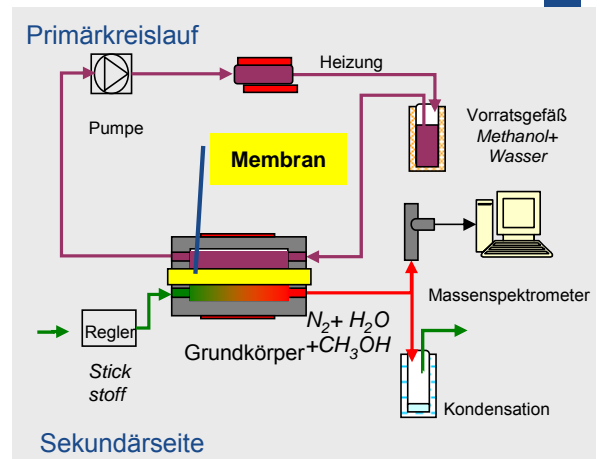 Primärkreislauf
Heizung
Pumpe
Vorratsgefäß
Methanol+
Wasser
Membran
Massenspektrometer
Regler
Stick
stoff
Grundkörper
N₂+ H₂O
+CH₃OH
Kondensation
Sekundärseite